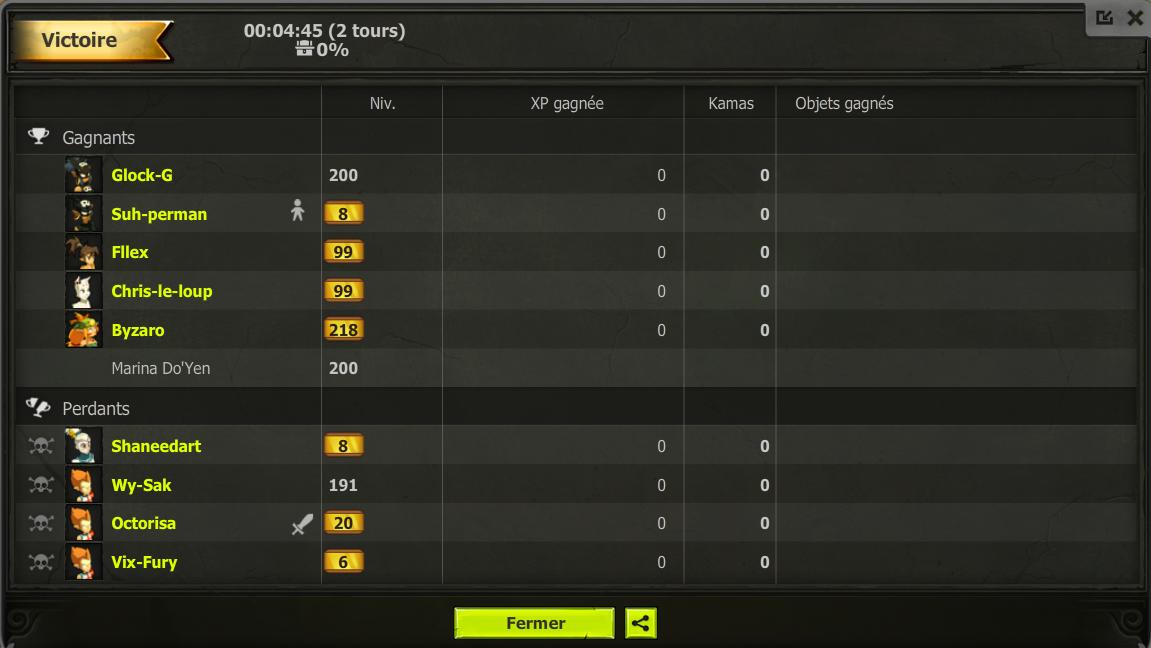 Victoire
00:04:45 (2 tours)
0%
Niv. XP gagnée Kamas Objets gagnés
Gagnants
Glock-G 200 0 0
Suh-perman 8 0 0
Fllex 99 0 0
Chris-le-loup 99 0 0
Byzaro 218 0 0
Marina Do'Yen 200
Perdants
Shaneedart 8 0 0
Wy-Sak 191 0 0
Octorisa 20 0 0
Vix-Fury 6 0 0
Fermer